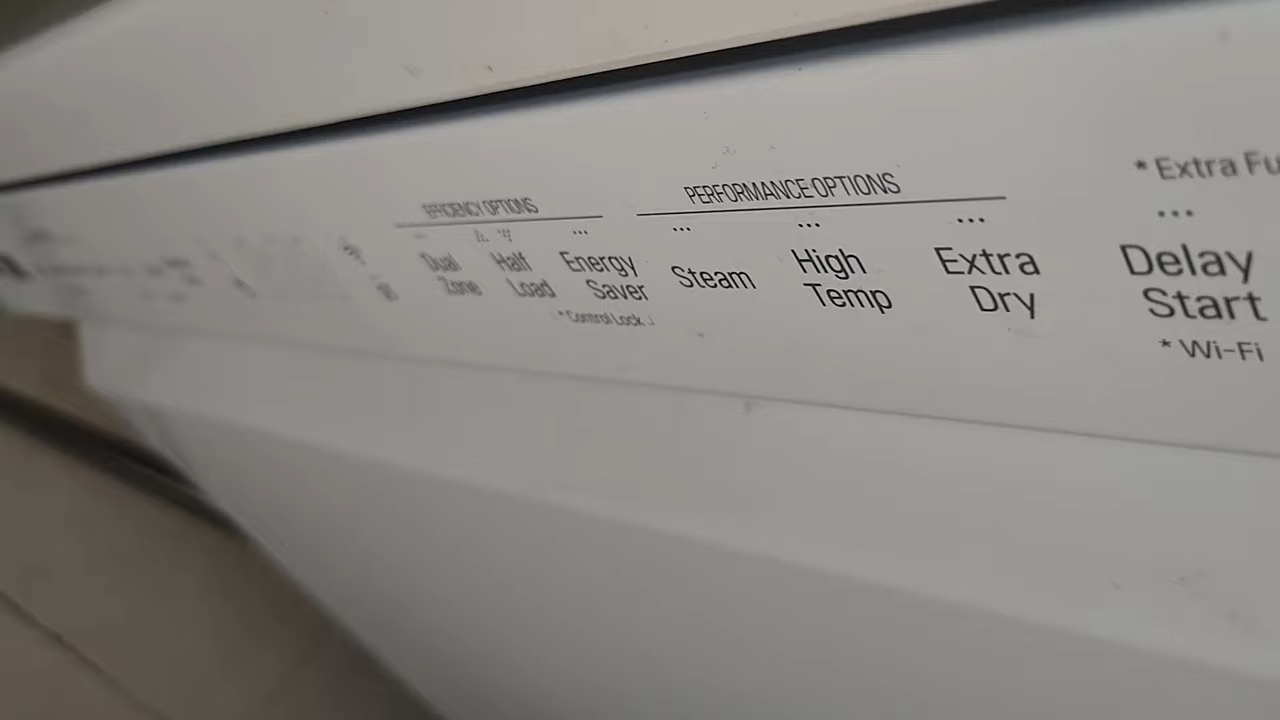 EFFICIENCY OPTIONS
Dual
Zone
Half
Load
Energy
Saver
* Control Lock
PERFORMANCE OPTIONS
Steam
High
Temp
Extra
Dry
* Extra Fu
Delay
Start
* Wi-Fi